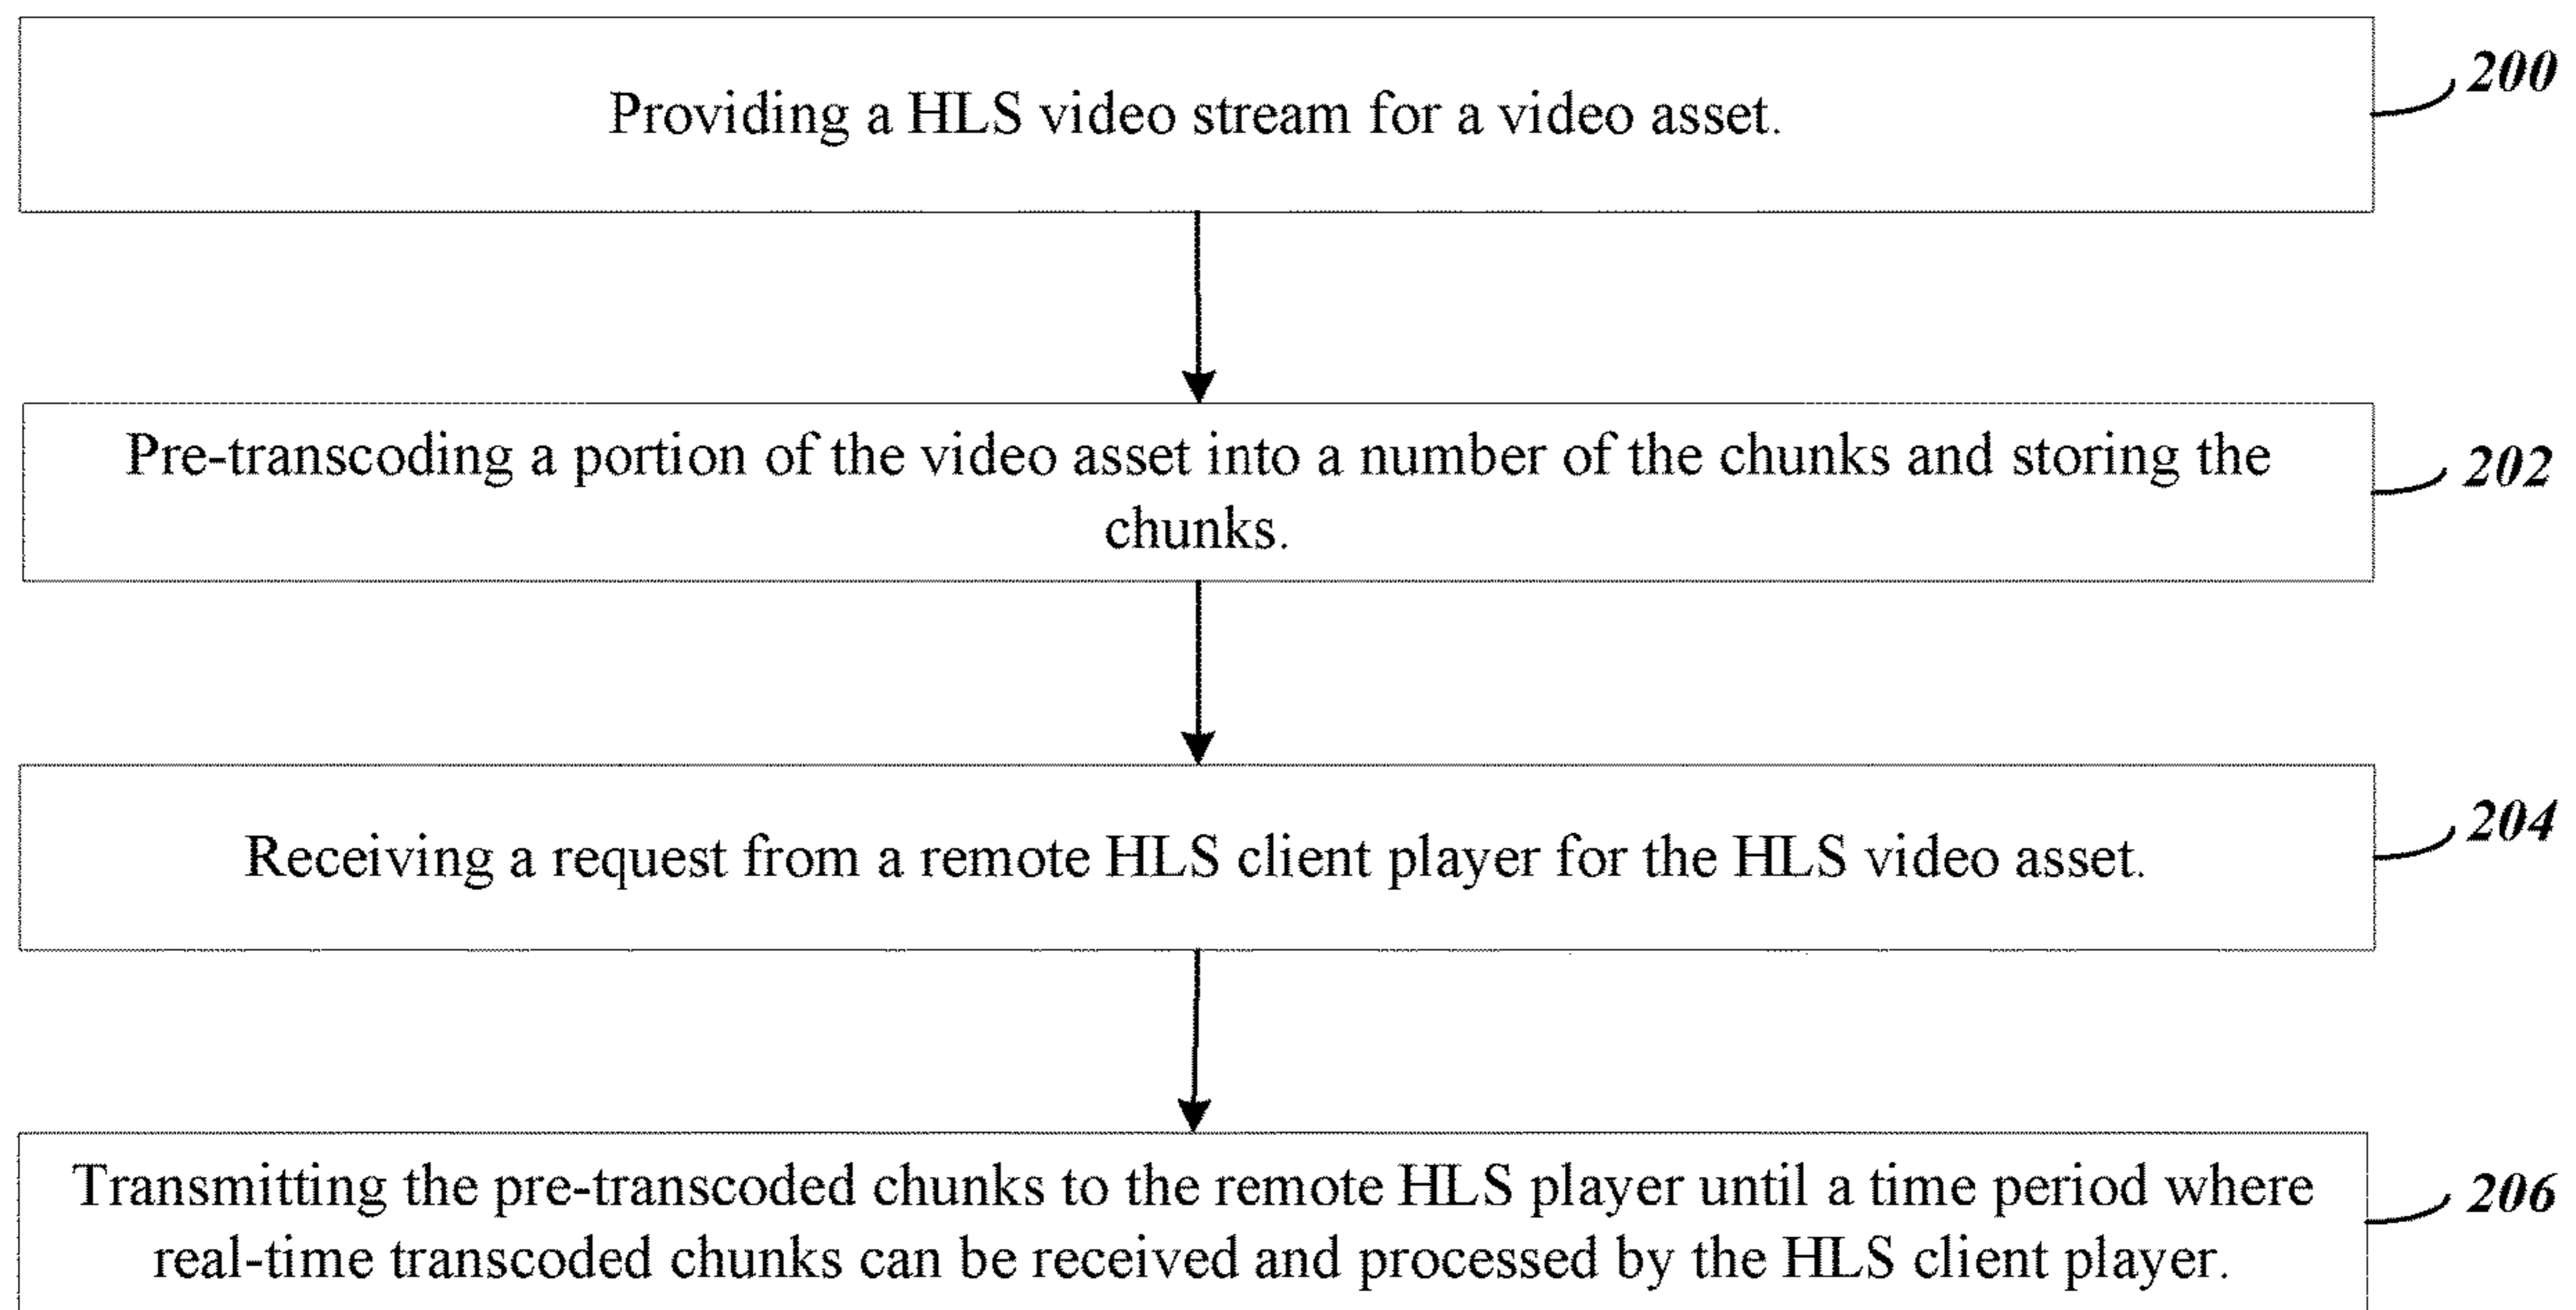 Providing a HLS video stream for a video asset.
200
Pre-transcoding a portion of the video asset into a number of the chunks and storing the
chunks.
202
Receiving a request from a remote HLS client player for the HLS video asset.
204
Transmitting the pre-transcoded chunks to the remote HLS player until a time period where
real-time transcoded chunks can be received and processed by the HLS client player.
206